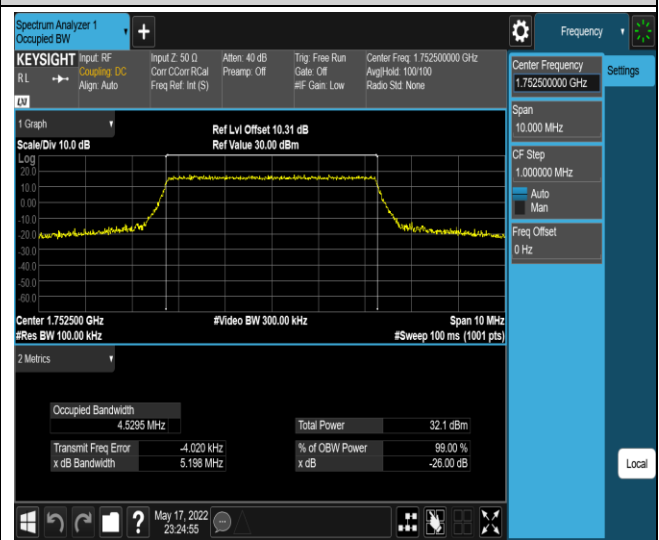 Spectrum Analyzer 1
Occupied BW
+
Frequency
KEYSIGHT Input: RF Input Z: 50 Ω Atten: 40 dB Trig: Free Run Center Freq: 1.752500000 GHz
RL Coupling: DC Corr CCorr RCal Preamp: Off Gate: Off Avg|Hold: 100/100
Align: Auto Freq Ref: Int (S) #IF Gain: Low Radio Std: None
LXI
Center Frequency
1.752500000 GHz
Settings
Span
10.000 MHz
CF Step
1.000000 MHz
Auto
Man
Freq Offset
0 Hz
1 Graph
Ref Lvl Offset 10.31 dB
Scale/Div 10.0 dB Ref Value 30.00 dBm
Log
20.0
10.0
0.00
-10.0
-20.0
-30.0
-40.0
-50.0
-60.0
Center 1.752500 GHz #Video BW 300.00 kHz Span 10 MHz
#Res BW 100.00 kHz #Sweep 100 ms (1001 pts)
2 Metrics
Occupied Bandwidth
4.5295 MHz Total Power 32.1 dBm
Transmit Freq Error -4.020 kHz % of OBW Power 99.00 %
x dB Bandwidth 5.198 MHz x dB -26.00 dB
Local
? May 17, 2022
23:24:55